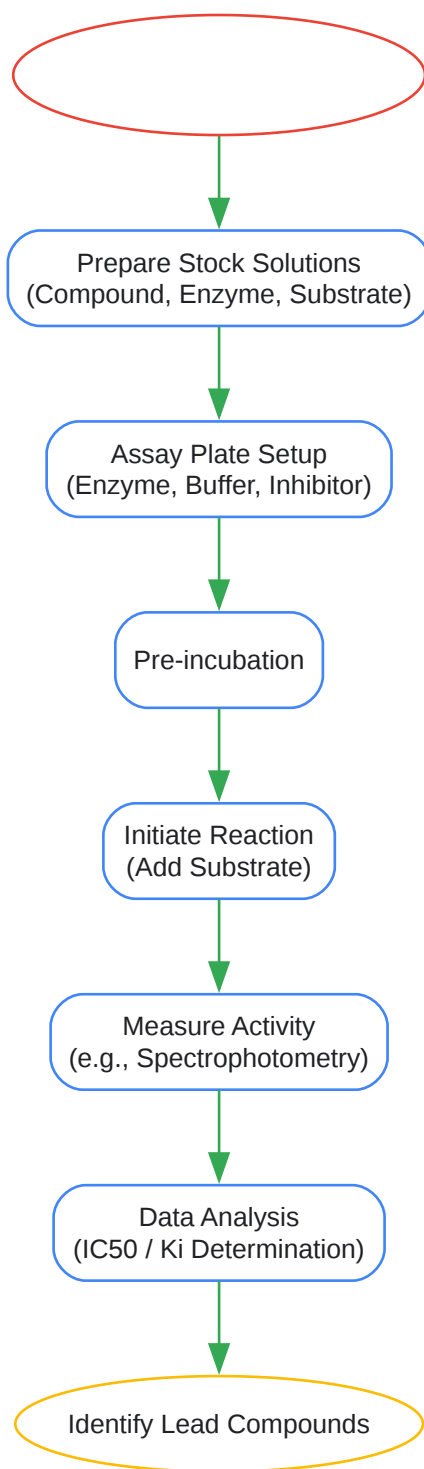 Prepare Stock Solutions
(Compound, Enzyme, Substrate)
Assay Plate Setup
(Enzyme, Buffer, Inhibitor)
Pre-incubation
Initiate Reaction
(Add Substrate)
Measure Activity
(e.g., Spectrophotometry)
Data Analysis
(IC50 / Ki Determination)
Identify Lead Compounds